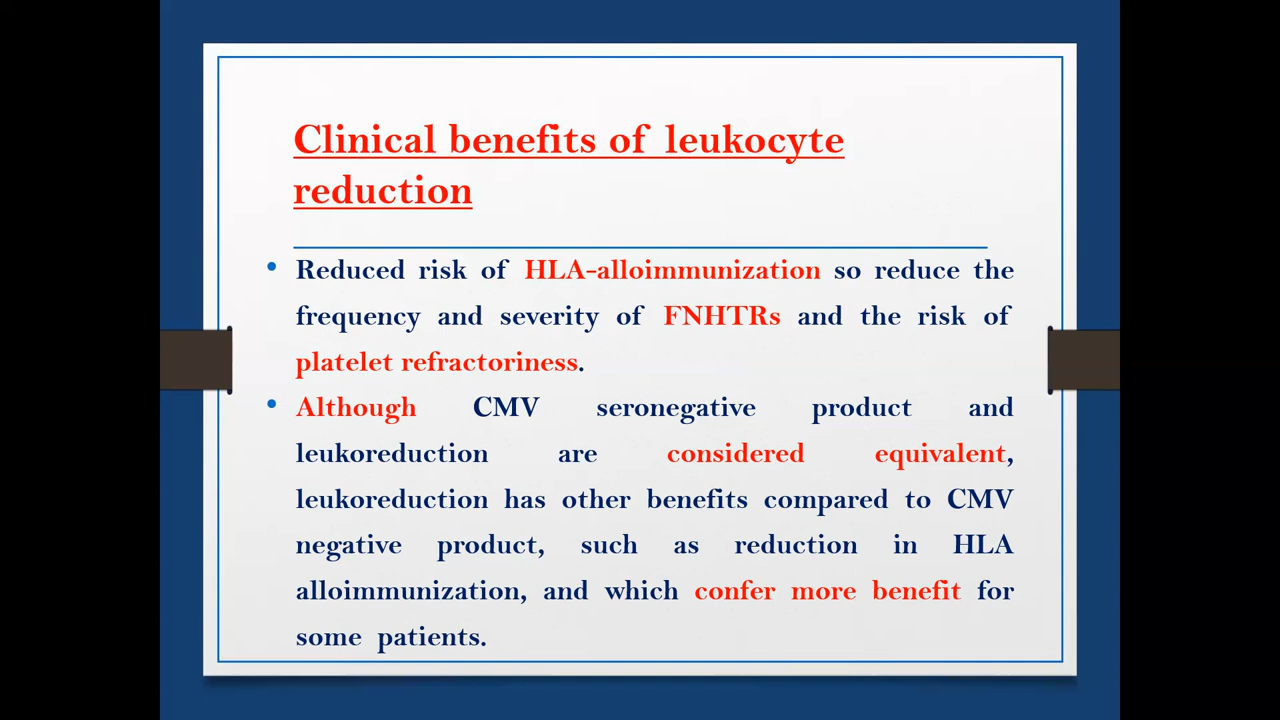 Clinical benefits of leukocyte
reduction
• Reduced risk of HLA-alloimmunization so reduce the
frequency and severity of FNHTRs and the risk of
platelet refractoriness.
• Although CMV seronegative product and
leukoreduction are considered equivalent,
leukoreduction has other benefits compared to CMV
negative product, such as reduction in HLA
alloimmunization, and which confer more benefit for
some patients.